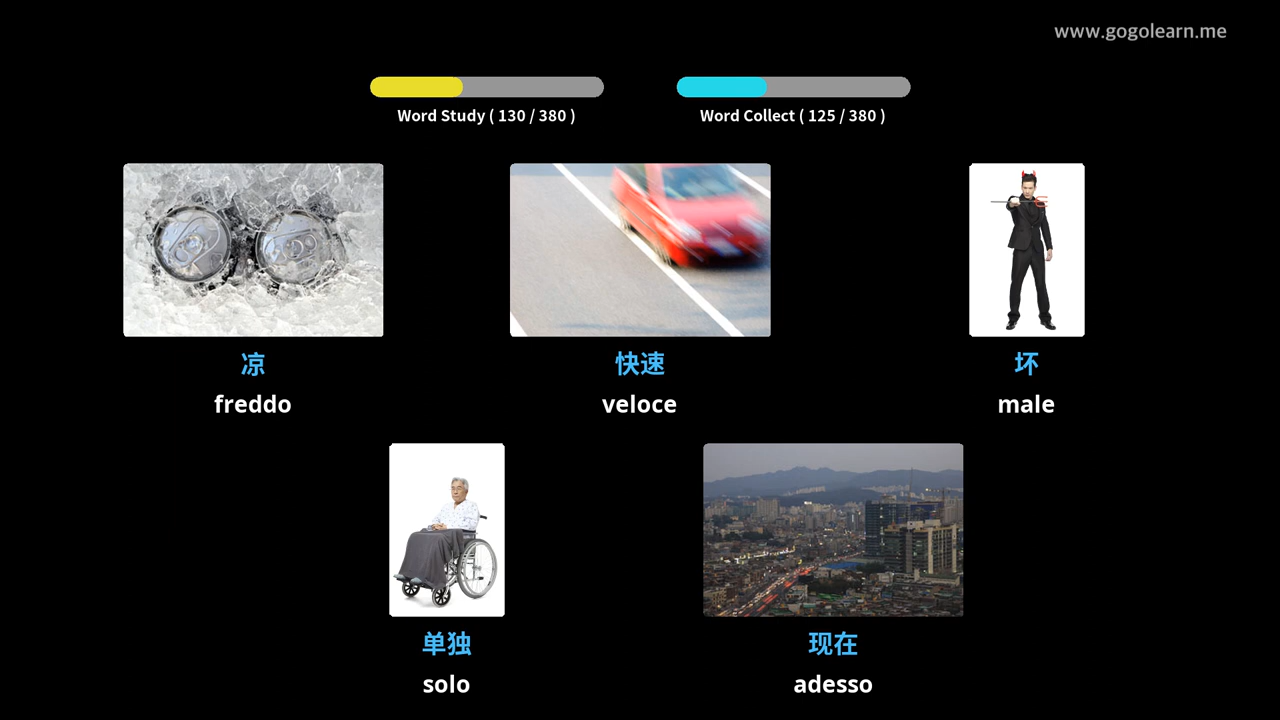 www.gogolearn.me
Word Study ( 130 / 380 )
Word Collect ( 125 / 380 )
凉
freddo
快速
veloce
坏
male
单独
solo
现在
adesso